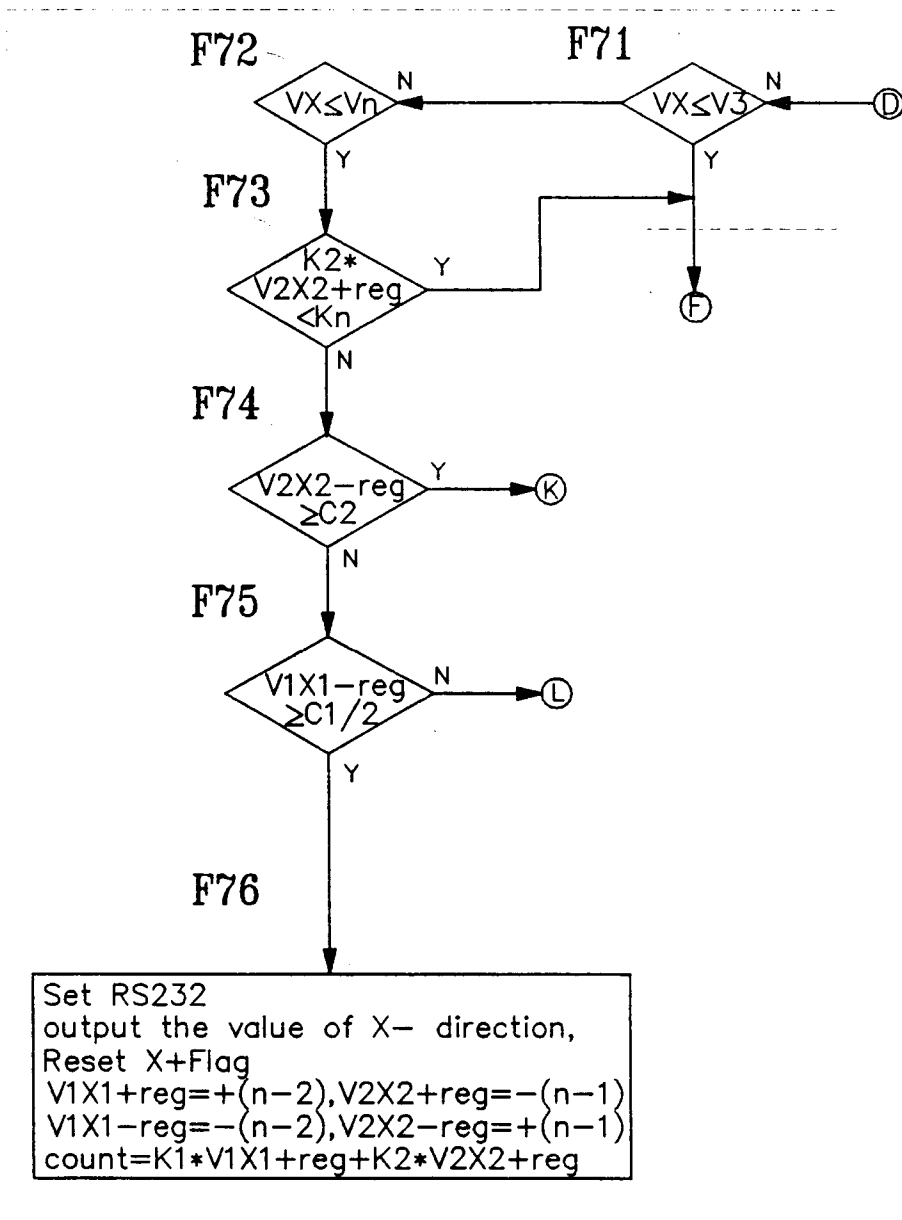 F72
F71
VX≤Vn
N
VX≤V3
N
D
Y
Y
F73
K2*
V2X2+reg
<Kn
Y
F
N
F74
V2X2-reg
≥C2
Y
K
N
F75
V1X1-reg
≥C1/2
N
L
Y
F76
Set RS232
output the value of X- direction,
Reset X+Flag
V1X1+reg=+(n-2),V2X2+reg=-(n-1)
V1X1-reg=-(n-2),V2X2-reg=+(n-1)
count=K1*V1X1+reg+K2*V2X2+reg